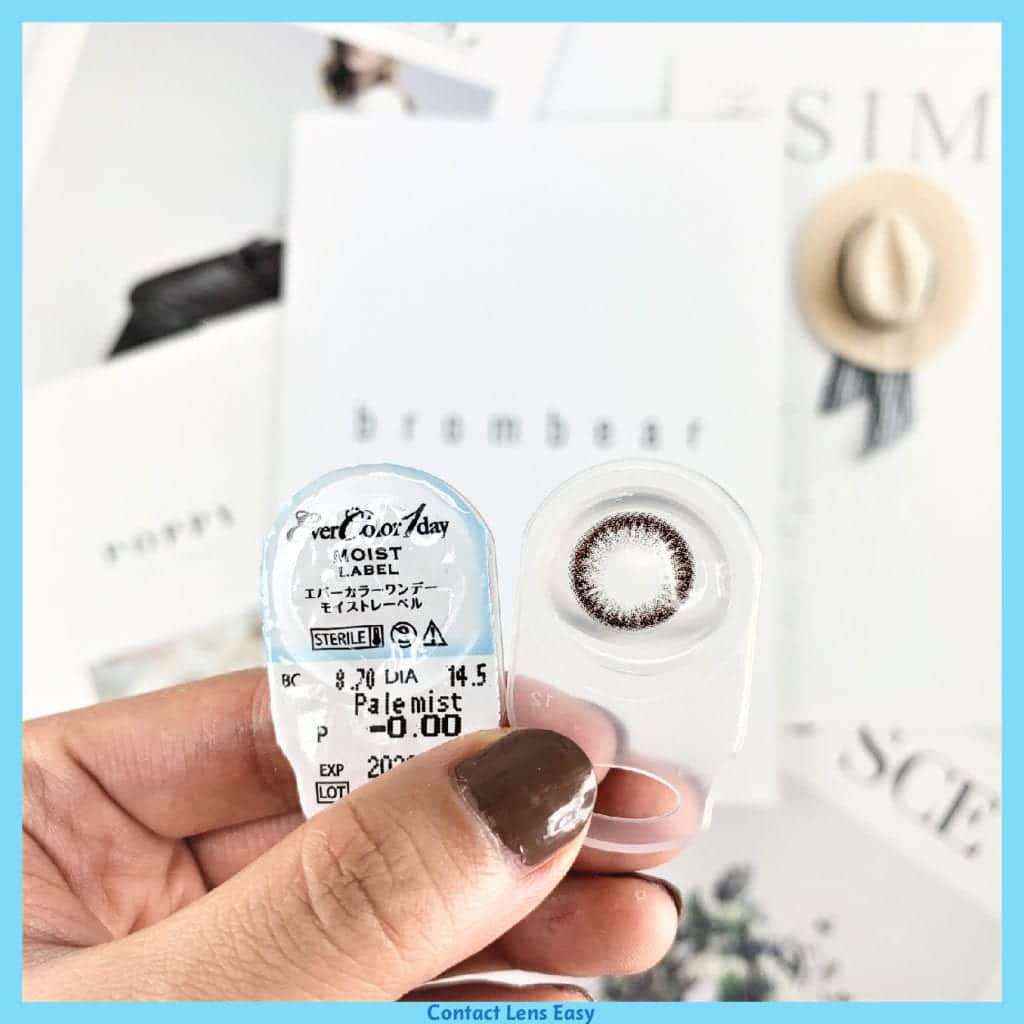 SIM
brombear
POPPY
EverColor1day
MOIST
LABEL
エバーカラーワンデー
モイストレーベル
STERILE
BC 8.70 DIA 14.5
Pale mist
P -0.00
EXP
LOT
12
SCE
Contact Lens Easy